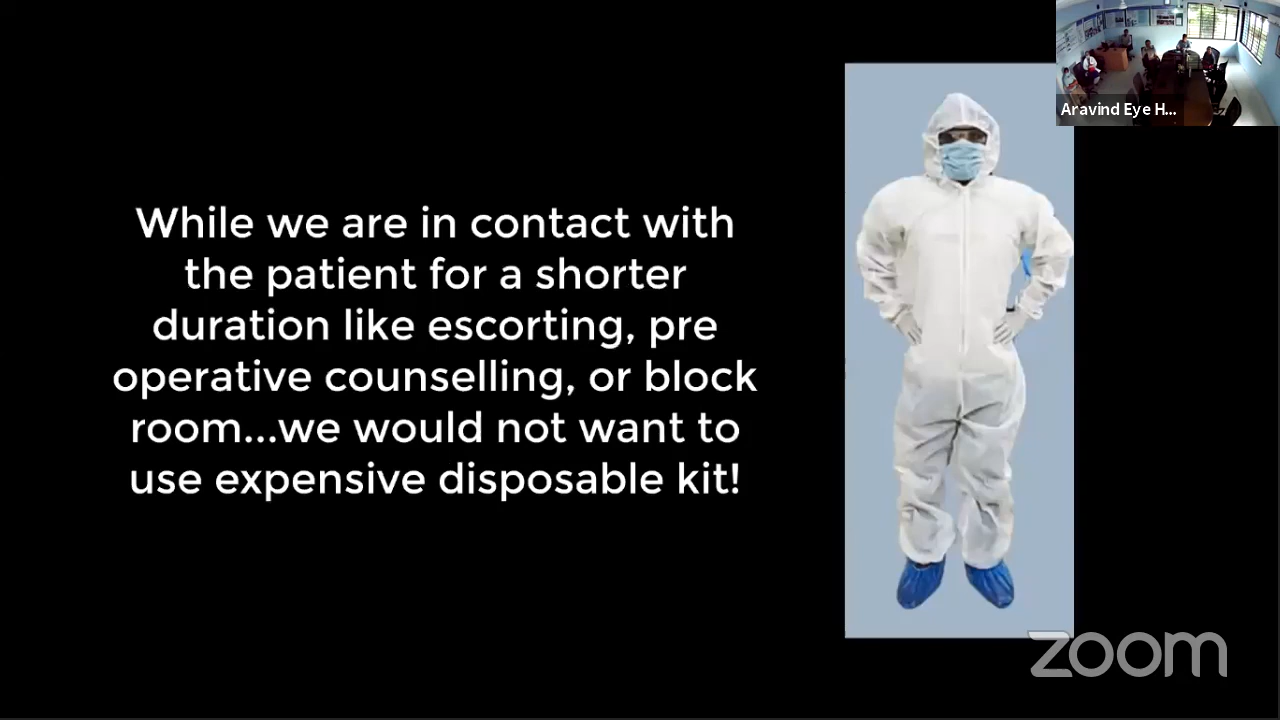 Aravind Eye H...
While we are in contact with
the patient for a shorter
duration like escorting, pre
operative counselling, or block
room...we would not want to
use expensive disposable kit!
zoom